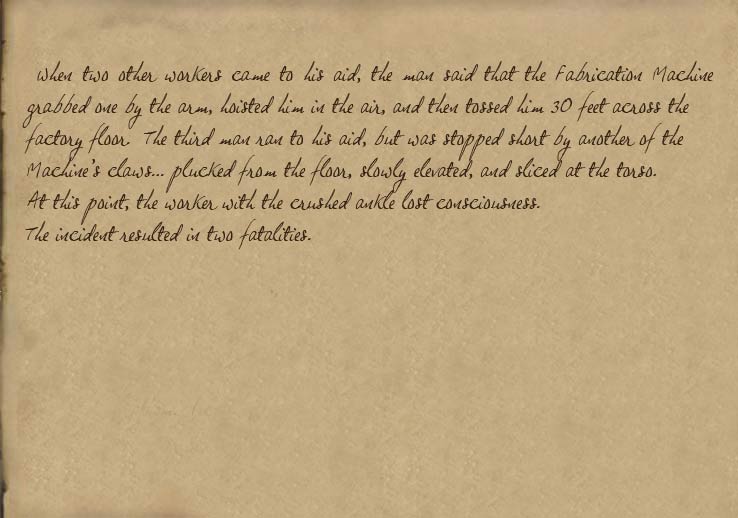 When two other workers came to his aid, the man said that the Fabrication Machine
grabbed one by the arm, hoisted him in the air, and then tossed him 30 feet across the
factory floor. The third man ran to his aid, but was stopped short by another of the
Machine's claws... plucked from the floor, slowly elevated, and sliced at the torso.
At this point, the worker with the crushed ankle lost consciousness.
The incident resulted in two fatalities.